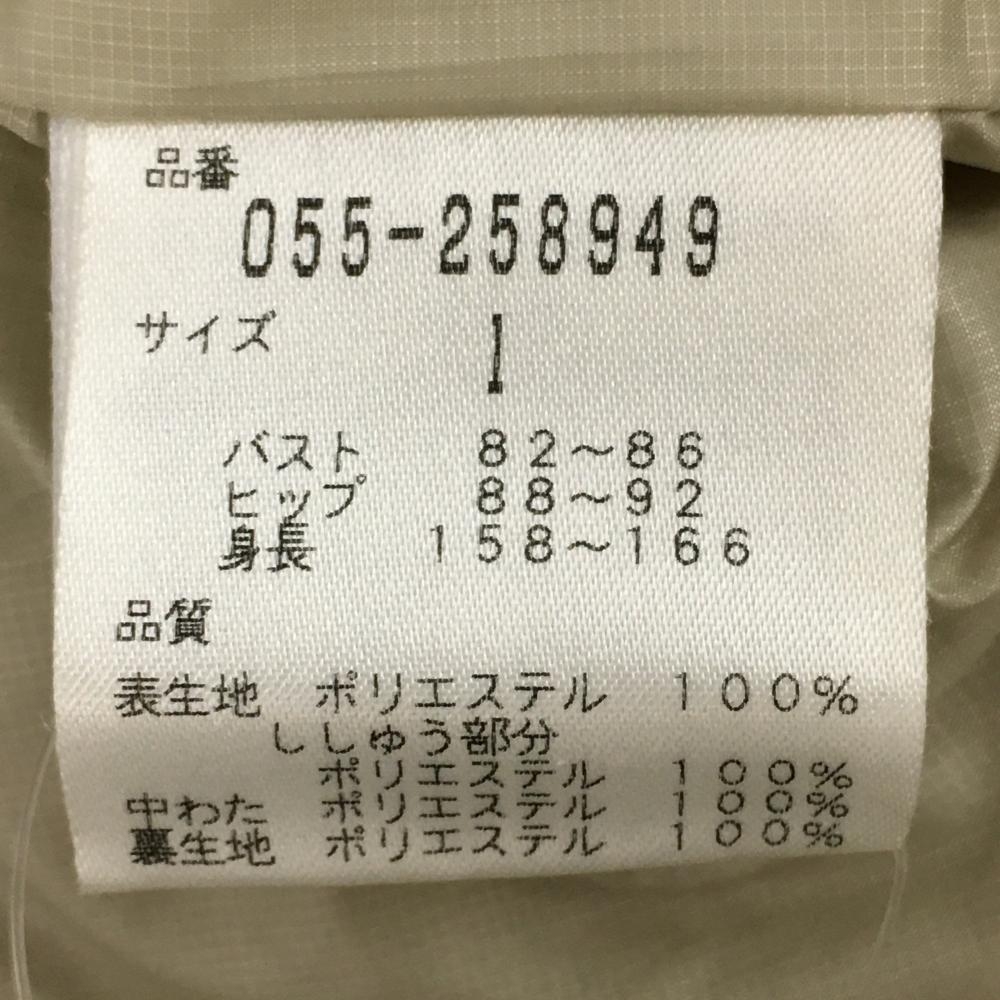 品番
055-258949
サイズ 1
バスト 82〜86
ヒップ 88〜92
身長 158〜166
品質
表生地 ポリエステル 100%
ししゅう部分
ポリエステル 100%
中わた ポリエステル 100%
裏生地 ポリエステル 100%